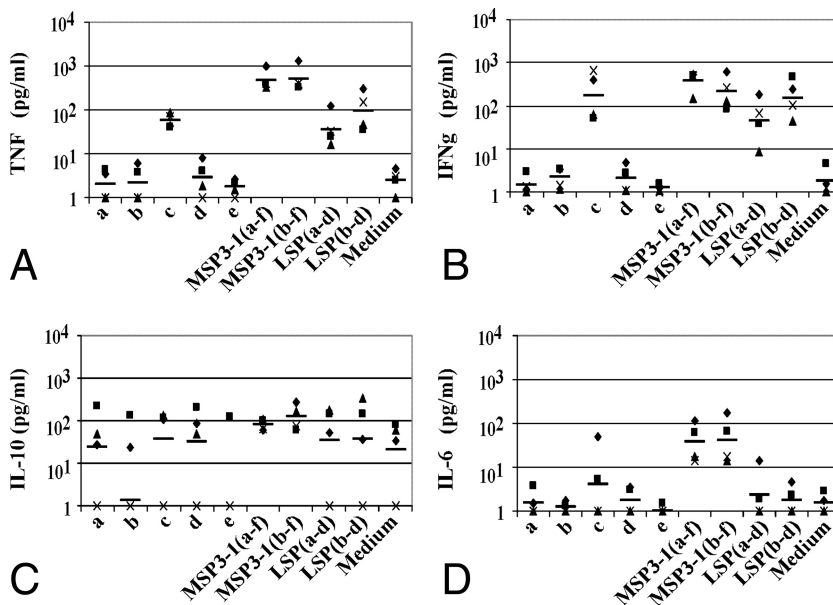 TNF (pg/ml)
10⁴
10³
10²
10¹
1
a b c d e MSP3-1(a-f) MSP3-1(b-f) LSP(a-d) LSP(b-d) Medium
A
IFNg (pg/ml)
10⁴
10³
10²
10¹
1
a b c d e MSP3-1(a-f) MSP3-1(b-f) LSP(a-d) LSP(b-d) Medium
B
IL-10 (pg/ml)
10⁴
10³
10²
10¹
1
a b c d e MSP3-1(a-f) MSP3-1(b-f) LSP(a-d) LSP(b-d) Medium
C
IL-6 (pg/ml)
10⁴
10³
10²
10¹
1
a b c d e MSP3-1(a-f) MSP3-1(b-f) LSP(a-d) LSP(b-d) Medium
D